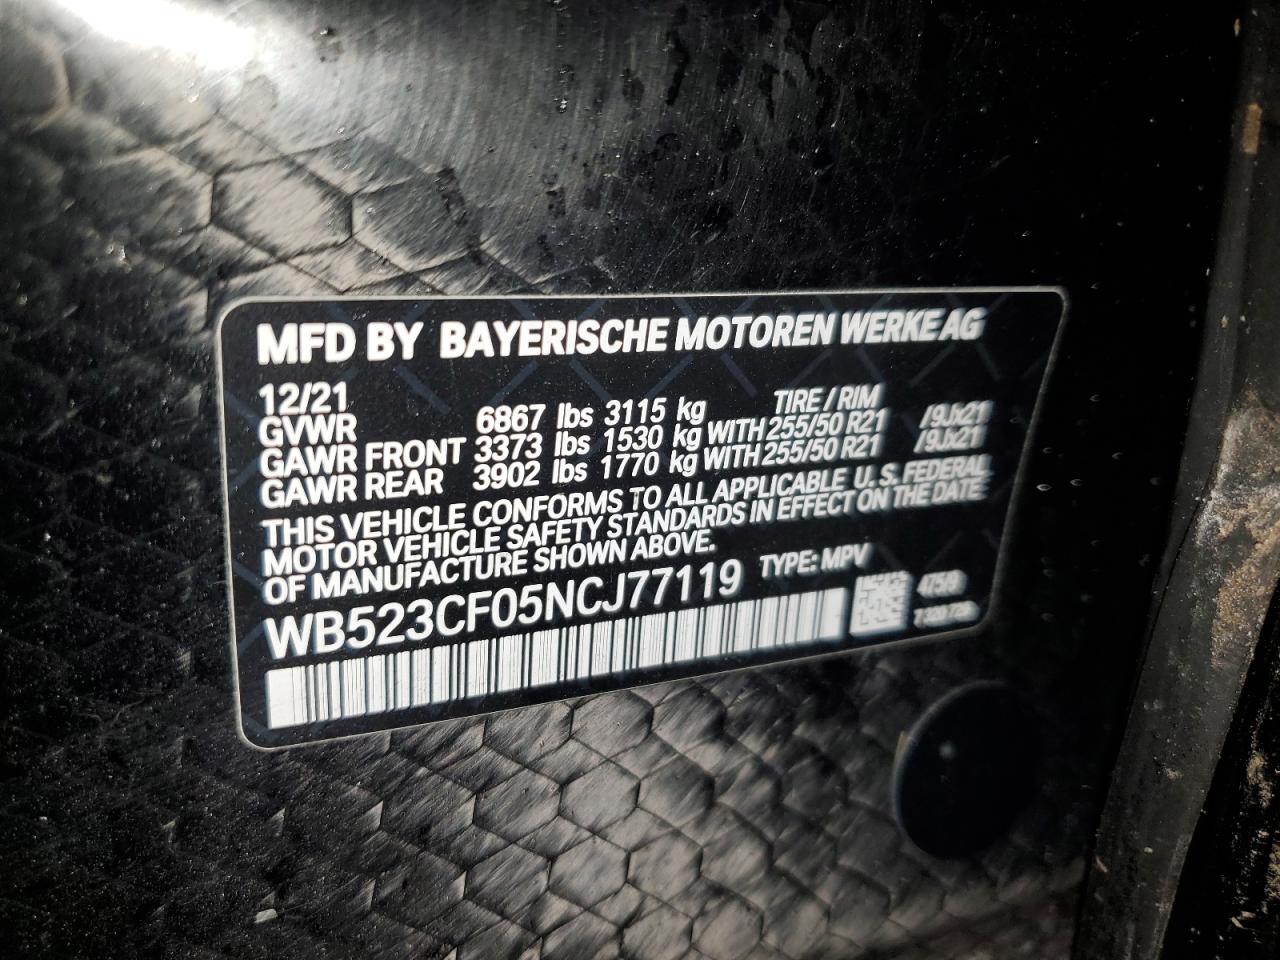 MFD BY BAYERISCHE MOTOREN WERKE AG
12/21 TIRE / RIM
GVWR 6867 lbs 3115 kg
GAWR FRONT 3373 lbs 1530 kg WITH 255/50 R21 /9Jx21
GAWR REAR 3902 lbs 1770 kg WITH 255/50 R21 /9Jx21
THIS VEHICLE CONFORMS TO ALL APPLICABLE U.S. FEDERAL
MOTOR VEHICLE SAFETY STANDARDS IN EFFECT ON THE DATE
OF MANUFACTURE SHOWN ABOVE.
WB523CF05NCJ77119 TYPE: MPV